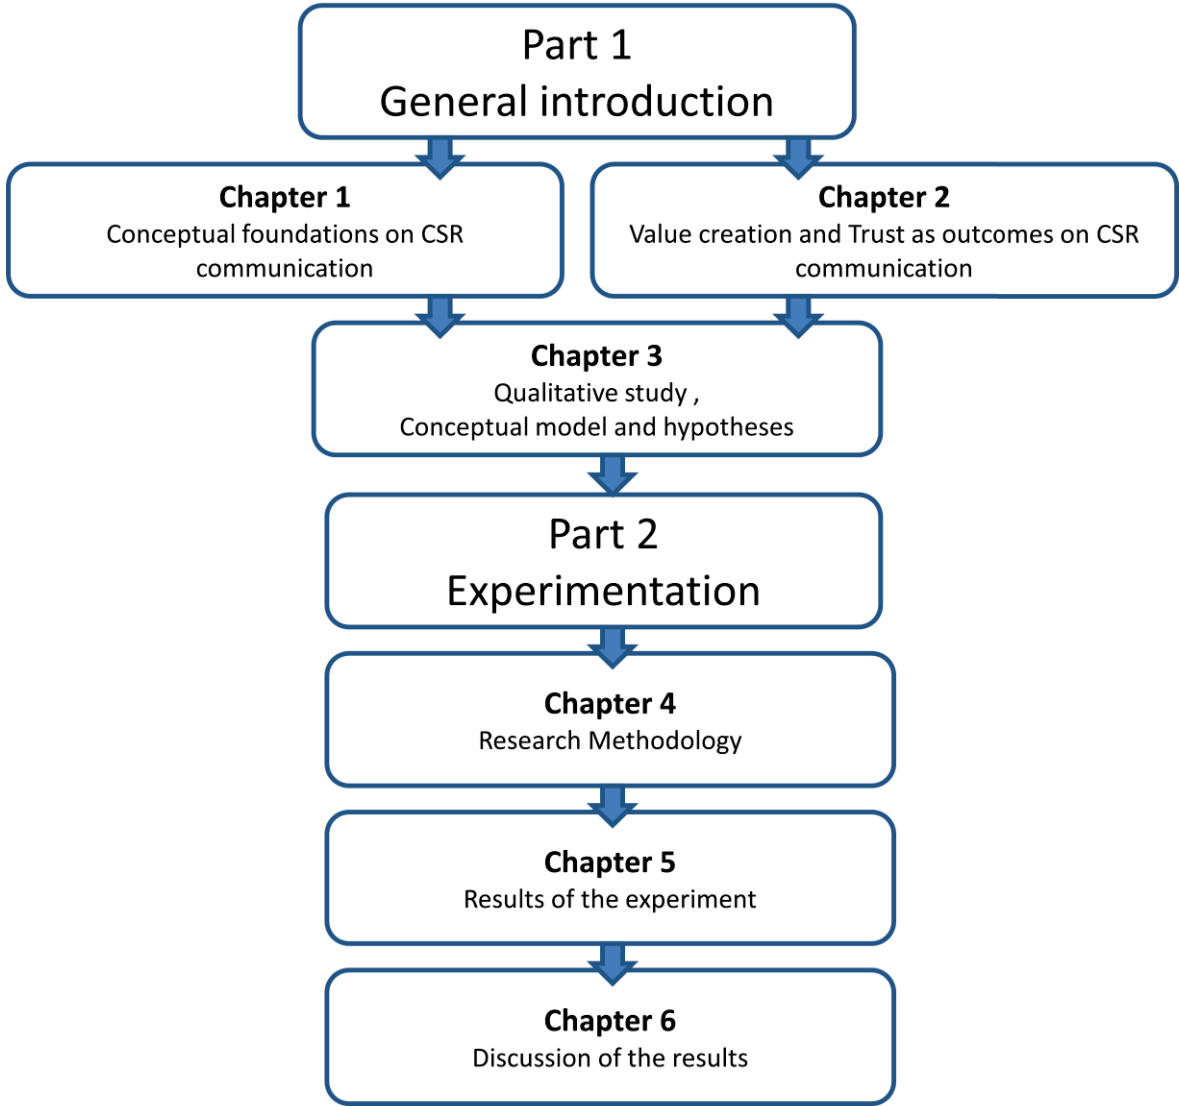 Part 1
General introduction
Chapter 1
Conceptual foundations on CSR
communication
Chapter 2
Value creation and Trust as outcomes on CSR
communication
Chapter 3
Qualitative study ,
Conceptual model and hypotheses
Part 2
Experimentation
Chapter 4
Research Methodology
Chapter 5
Results of the experiment
Chapter 6
Discussion of the results